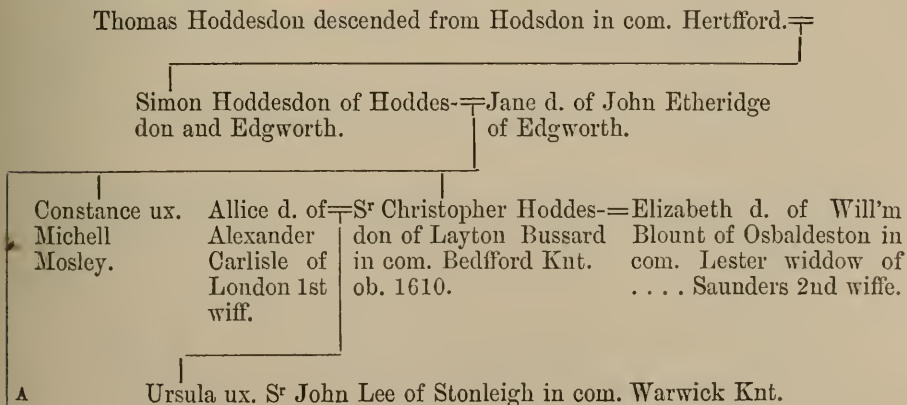 Thomas Hoddesdon descended from Hodsdon in com. Hertfford.
Simon Hoddesdon of Hoddes-
don and Edgworth.
Jane d. of John Etheridge
of Edgworth.
Constance ux.
Michell
Mosley.
Allice d. of
Alexander
Carlisle of
London 1st
wiff.
Sr Christopher Hoddes-
don of Layton Bussard
in com. Bedfford Knt.
ob. 1610.
Elizabeth d. of Will'm
Blount of Osbaldeston in
com. Lester widdow of
. . . . Saunders 2nd wiffe.
A
Ursula ux. Sr John Lee of Stonleigh in com. Warwick Knt.